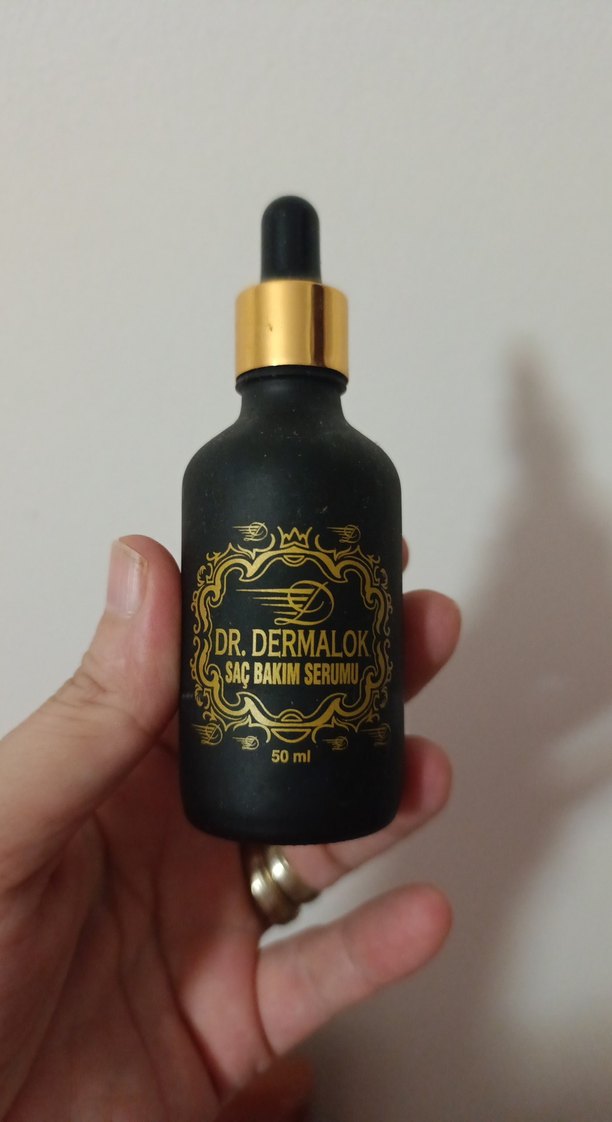 DR. DERMALOK
SAÇ BAKIM SERUMU
50 ml